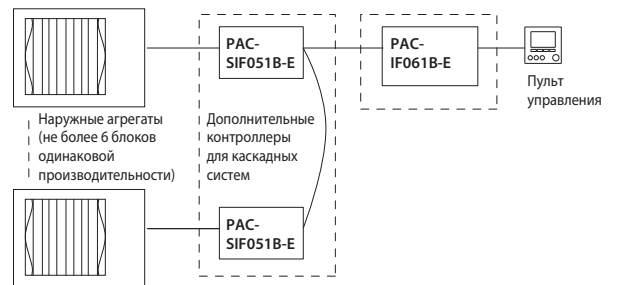 PAC-
SIF051B-E
PAC-
IF061B-E
Пульт
управления
Наружные агрегаты
(не более 6 блоков
одинаковой
производительности)
Дополнительные
контроллеры
для каскадных
систем
PAC-
SIF051B-E